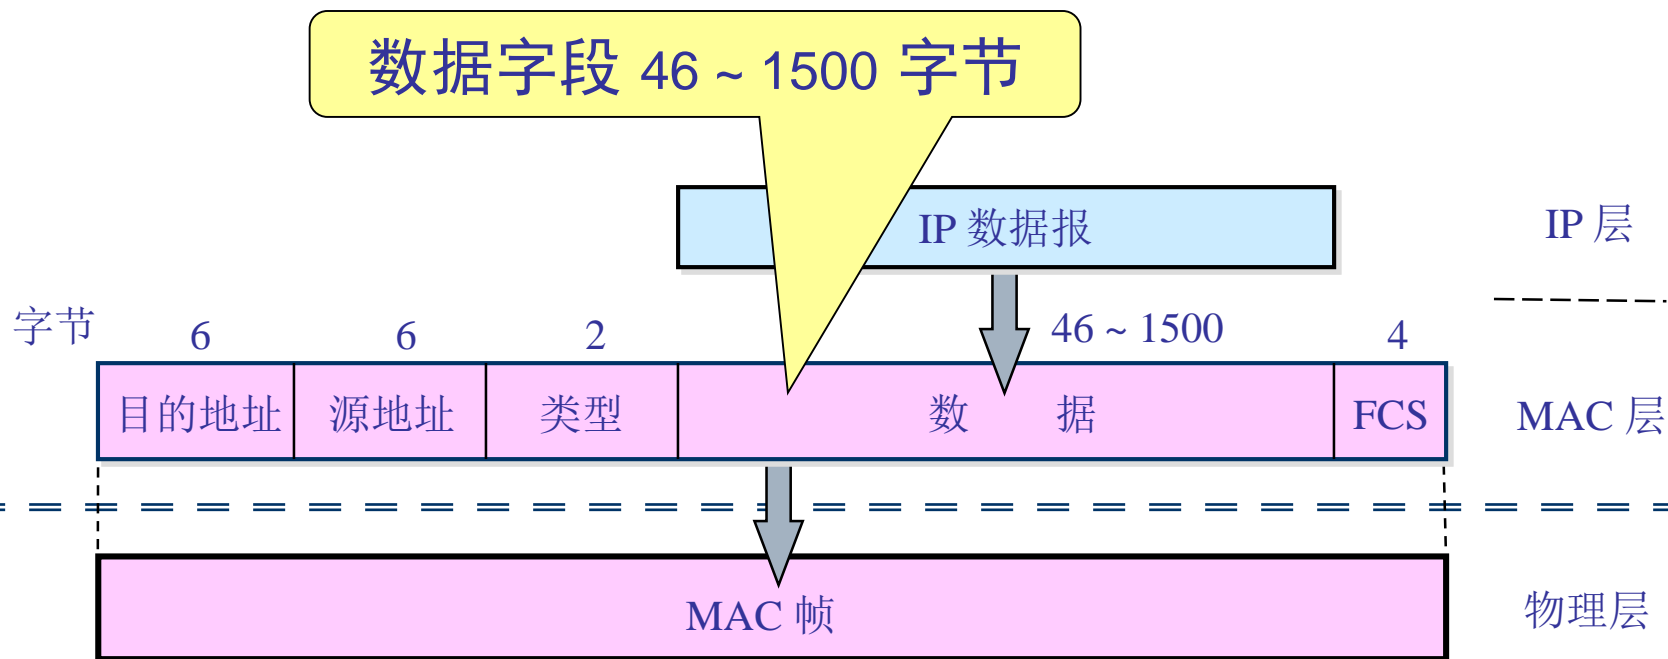 数据字段 46 ~ 1500 字节
IP 数据报
IP 层
字节 6 6 2 46 ~ 1500 4
目的地址 源地址 类型 数 据 FCS MAC 层
MAC 帧
物理层